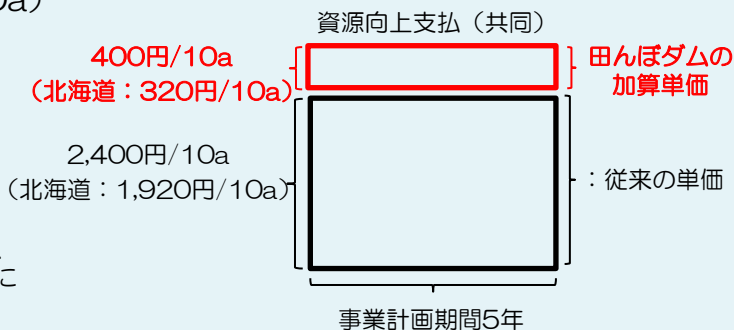 0a）
資源向上支払（共同）
400円/10a
（北海道：320円/10a）
田んぼダムの
加算単価
2,400円/10a
（北海道：1,920円/10a）
：従来の単価
に
事業計画期間5年